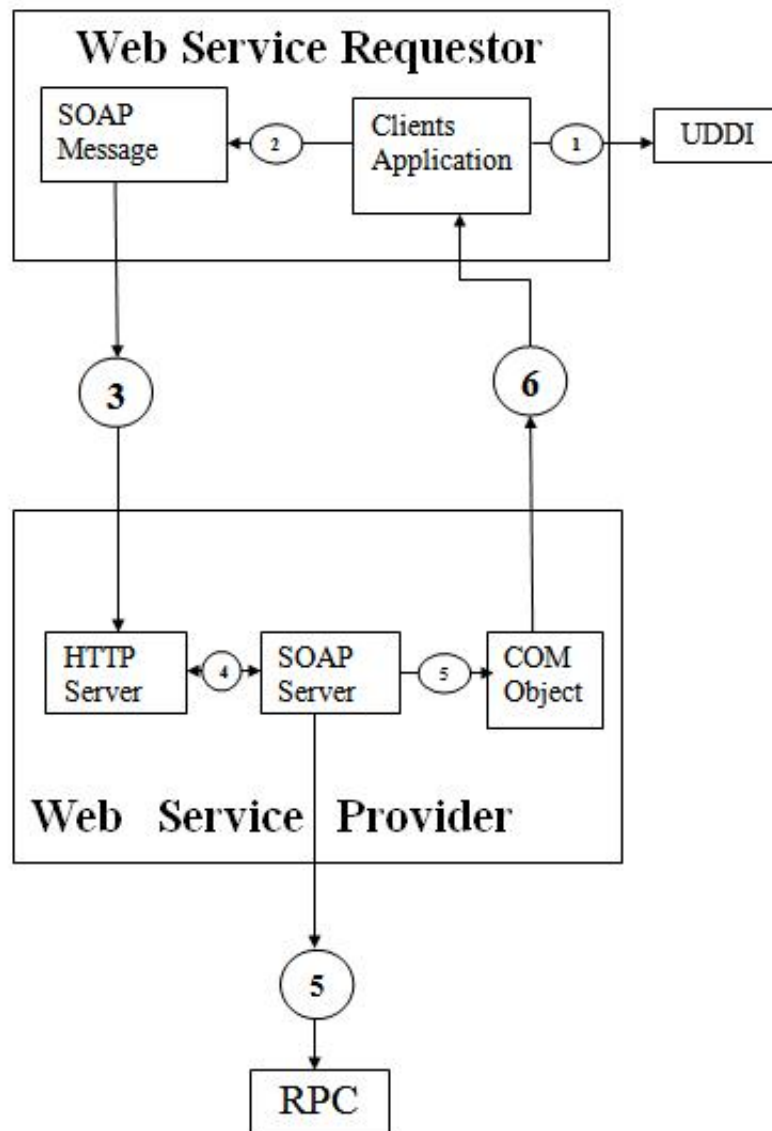 Web Service Requestor
SOAP
Message
2
Clients
Application
1
UDDI
3
6
HTTP
Server
4
SOAP
Server
5
COM
Object
Web Service Provider
5
RPC